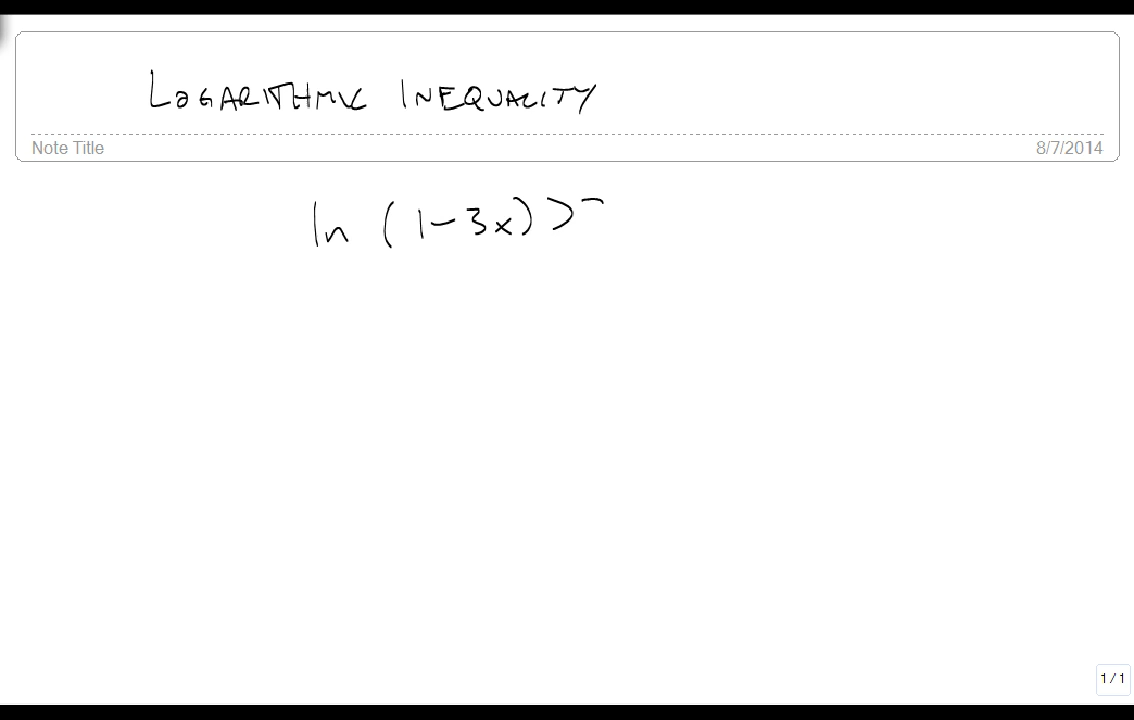 LOGARITHMIC INEQUALITY
Note Title
8/7/2014
ln (1-3x) >
1/1